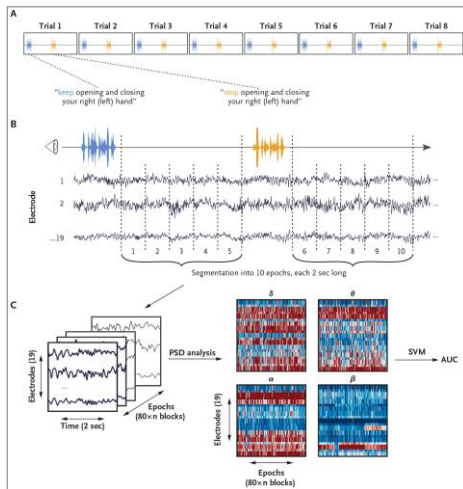 A
Trial 1 Trial 2 Trial 3 Trial 4 Trial 5 Trial 6 Trial 7 Trial 8
"keep opening and closing
your right (left) hand"
"stop opening and closing
your right (left) hand"
B
Electrode
1
2
...19
...
...
...
1 2 3 4 5 6 7 8 9 10
Segmentation into 10 epochs, each 2 sec long
C
Electrodes (19)
...
Time (2 sec)
Epochs
(80×n blocks)
PSD analysis
δ θ
α β
Electrodes (19)
Epochs
(80×n blocks)
SVM
AUC